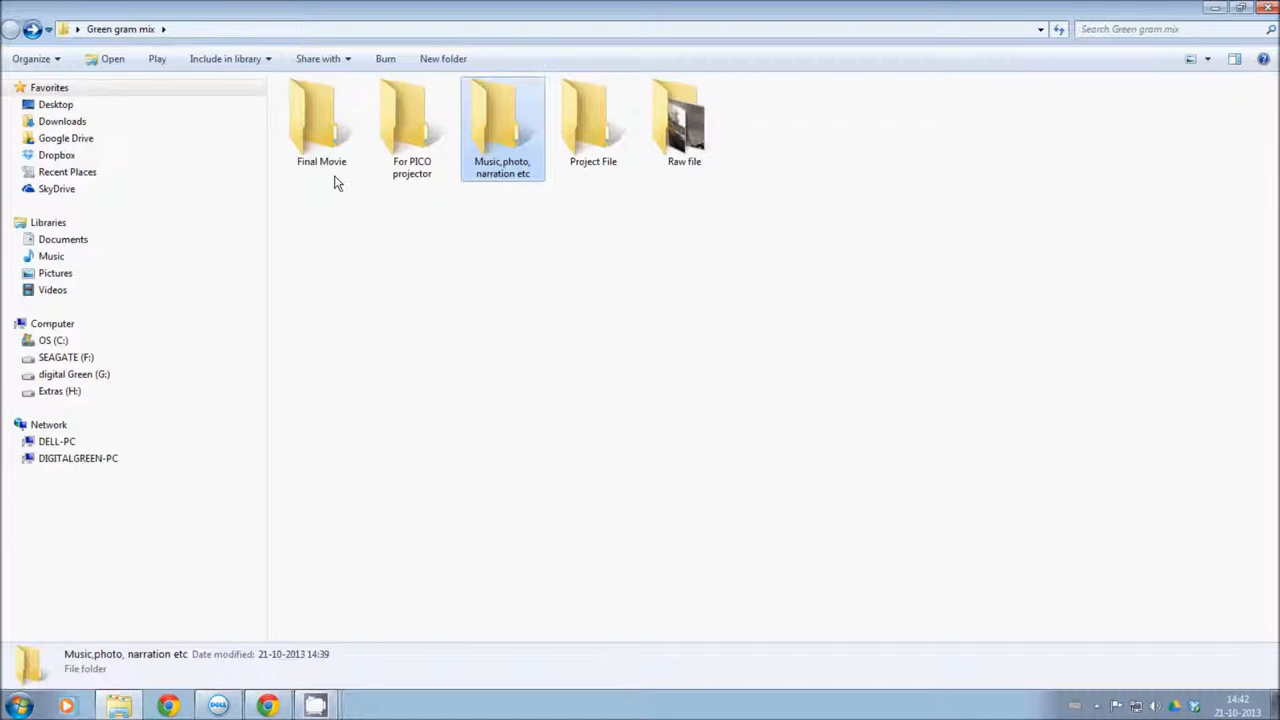 Green gram mix
Search Green gram mix
Organize
Open
Play
Include in library
Share with
Burn
New folder
Favorites
Desktop
Downloads
Google Drive
Dropbox
Recent Places
SkyDrive
Libraries
Documents
Music
Pictures
Videos
Computer
OS (C:)
SEAGATE (F:)
digital Green (G:)
Extras (H:)
Network
DELL-PC
DIGITALGREEN-PC
Final Movie
For PICO
projector
Music,photo,
narration etc
Project File
Raw file
Music,photo, narration etc Date modified: 21-10-2013 14:39
File folder
DELL
14:42
21-10-2013